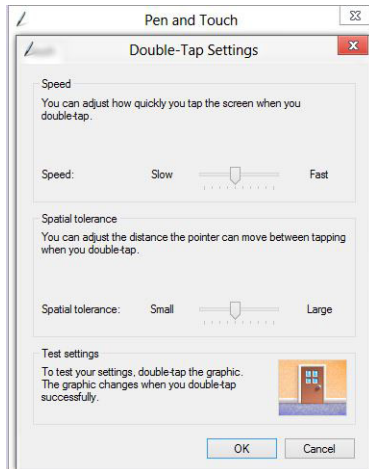 Pen and Touch
Double-Tap Settings
Speed
You can adjust how quickly you tap the screen when you
double-tap.
Speed: Slow Fast
Spatial tolerance
You can adjust the distance the pointer can move between tapping
when you double-tap.
Spatial tolerance: Small Large
Test settings
To test your settings, double-tap the graphic.
The graphic changes when you double-tap
successfully.
OK Cancel